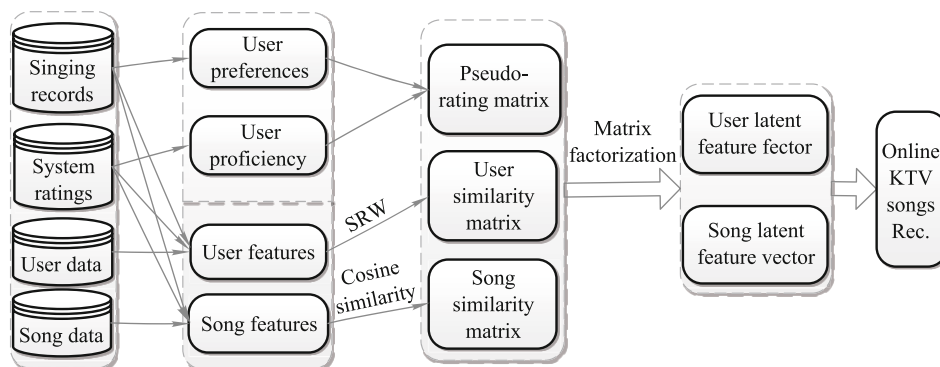 Singing
records
System
ratings
User data
Song data
User
preferences
User
proficiency
User features
Song features
SRW
Cosine
similarity
Pseudo-
rating matrix
User
similarity
matrix
Song
similarity
matrix
Matrix
factorization
User latent
feature fector
Song latent
feature vector
Online
KTV
songs
Rec.